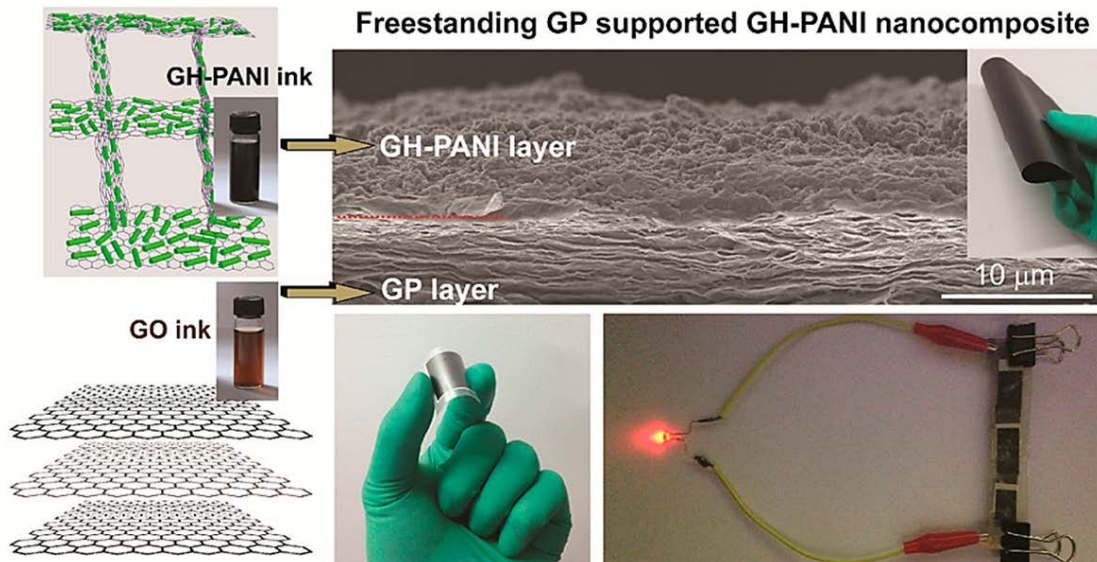 Freestanding GP supported GH-PANI nanocomposite
GH-PANI ink
GH-PANI layer
GP layer
10 μm
GO ink